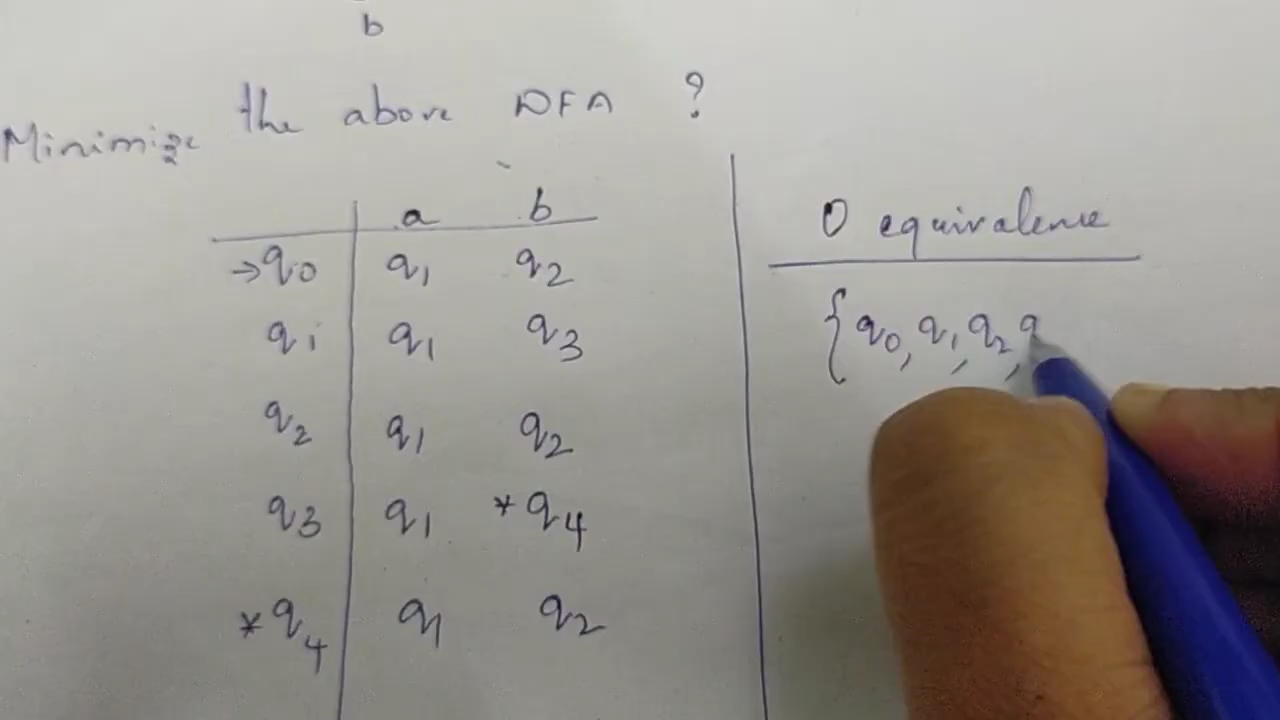 b
Minimize the above DFA ?
a b
→q0 q1 q2
q1 q1 q3
q2 q1 q2
q3 q1 *q4
*q4 q1 q2
0 equivalence
{q0, q1, q2, q